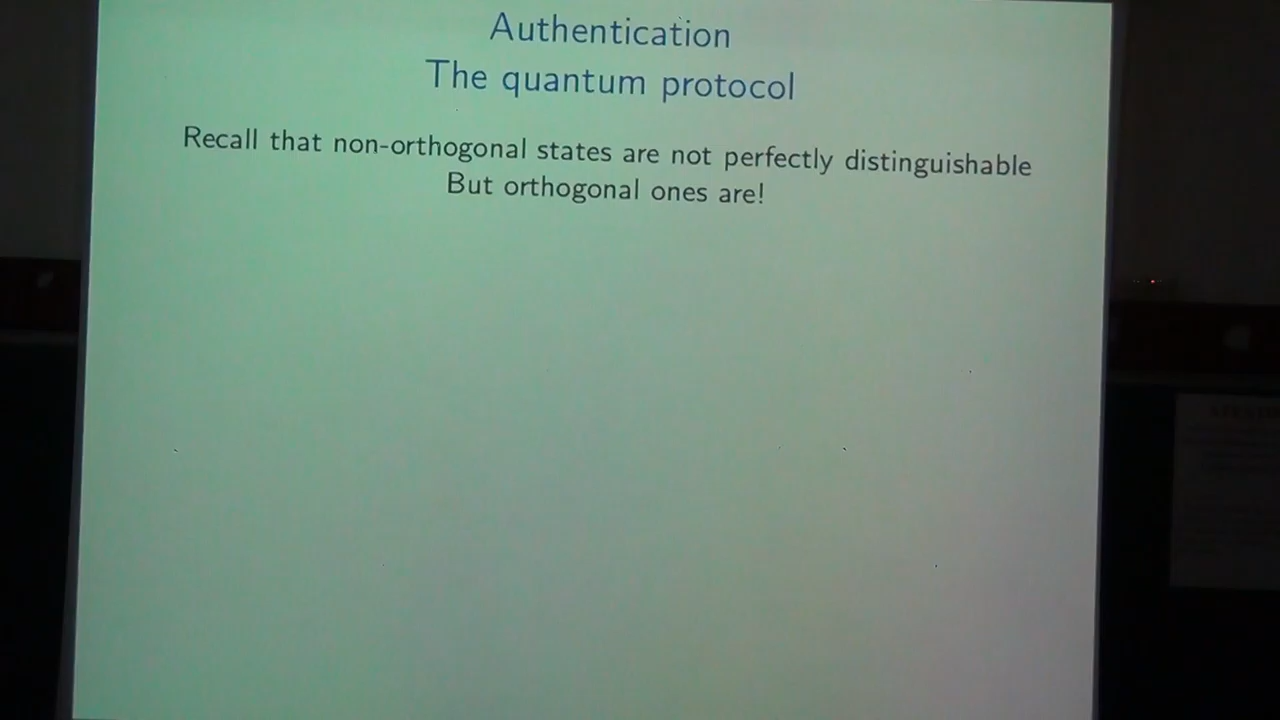 Authentication
The quantum protocol
Recall that non-orthogonal states are not perfectly distinguishable
But orthogonal ones are!